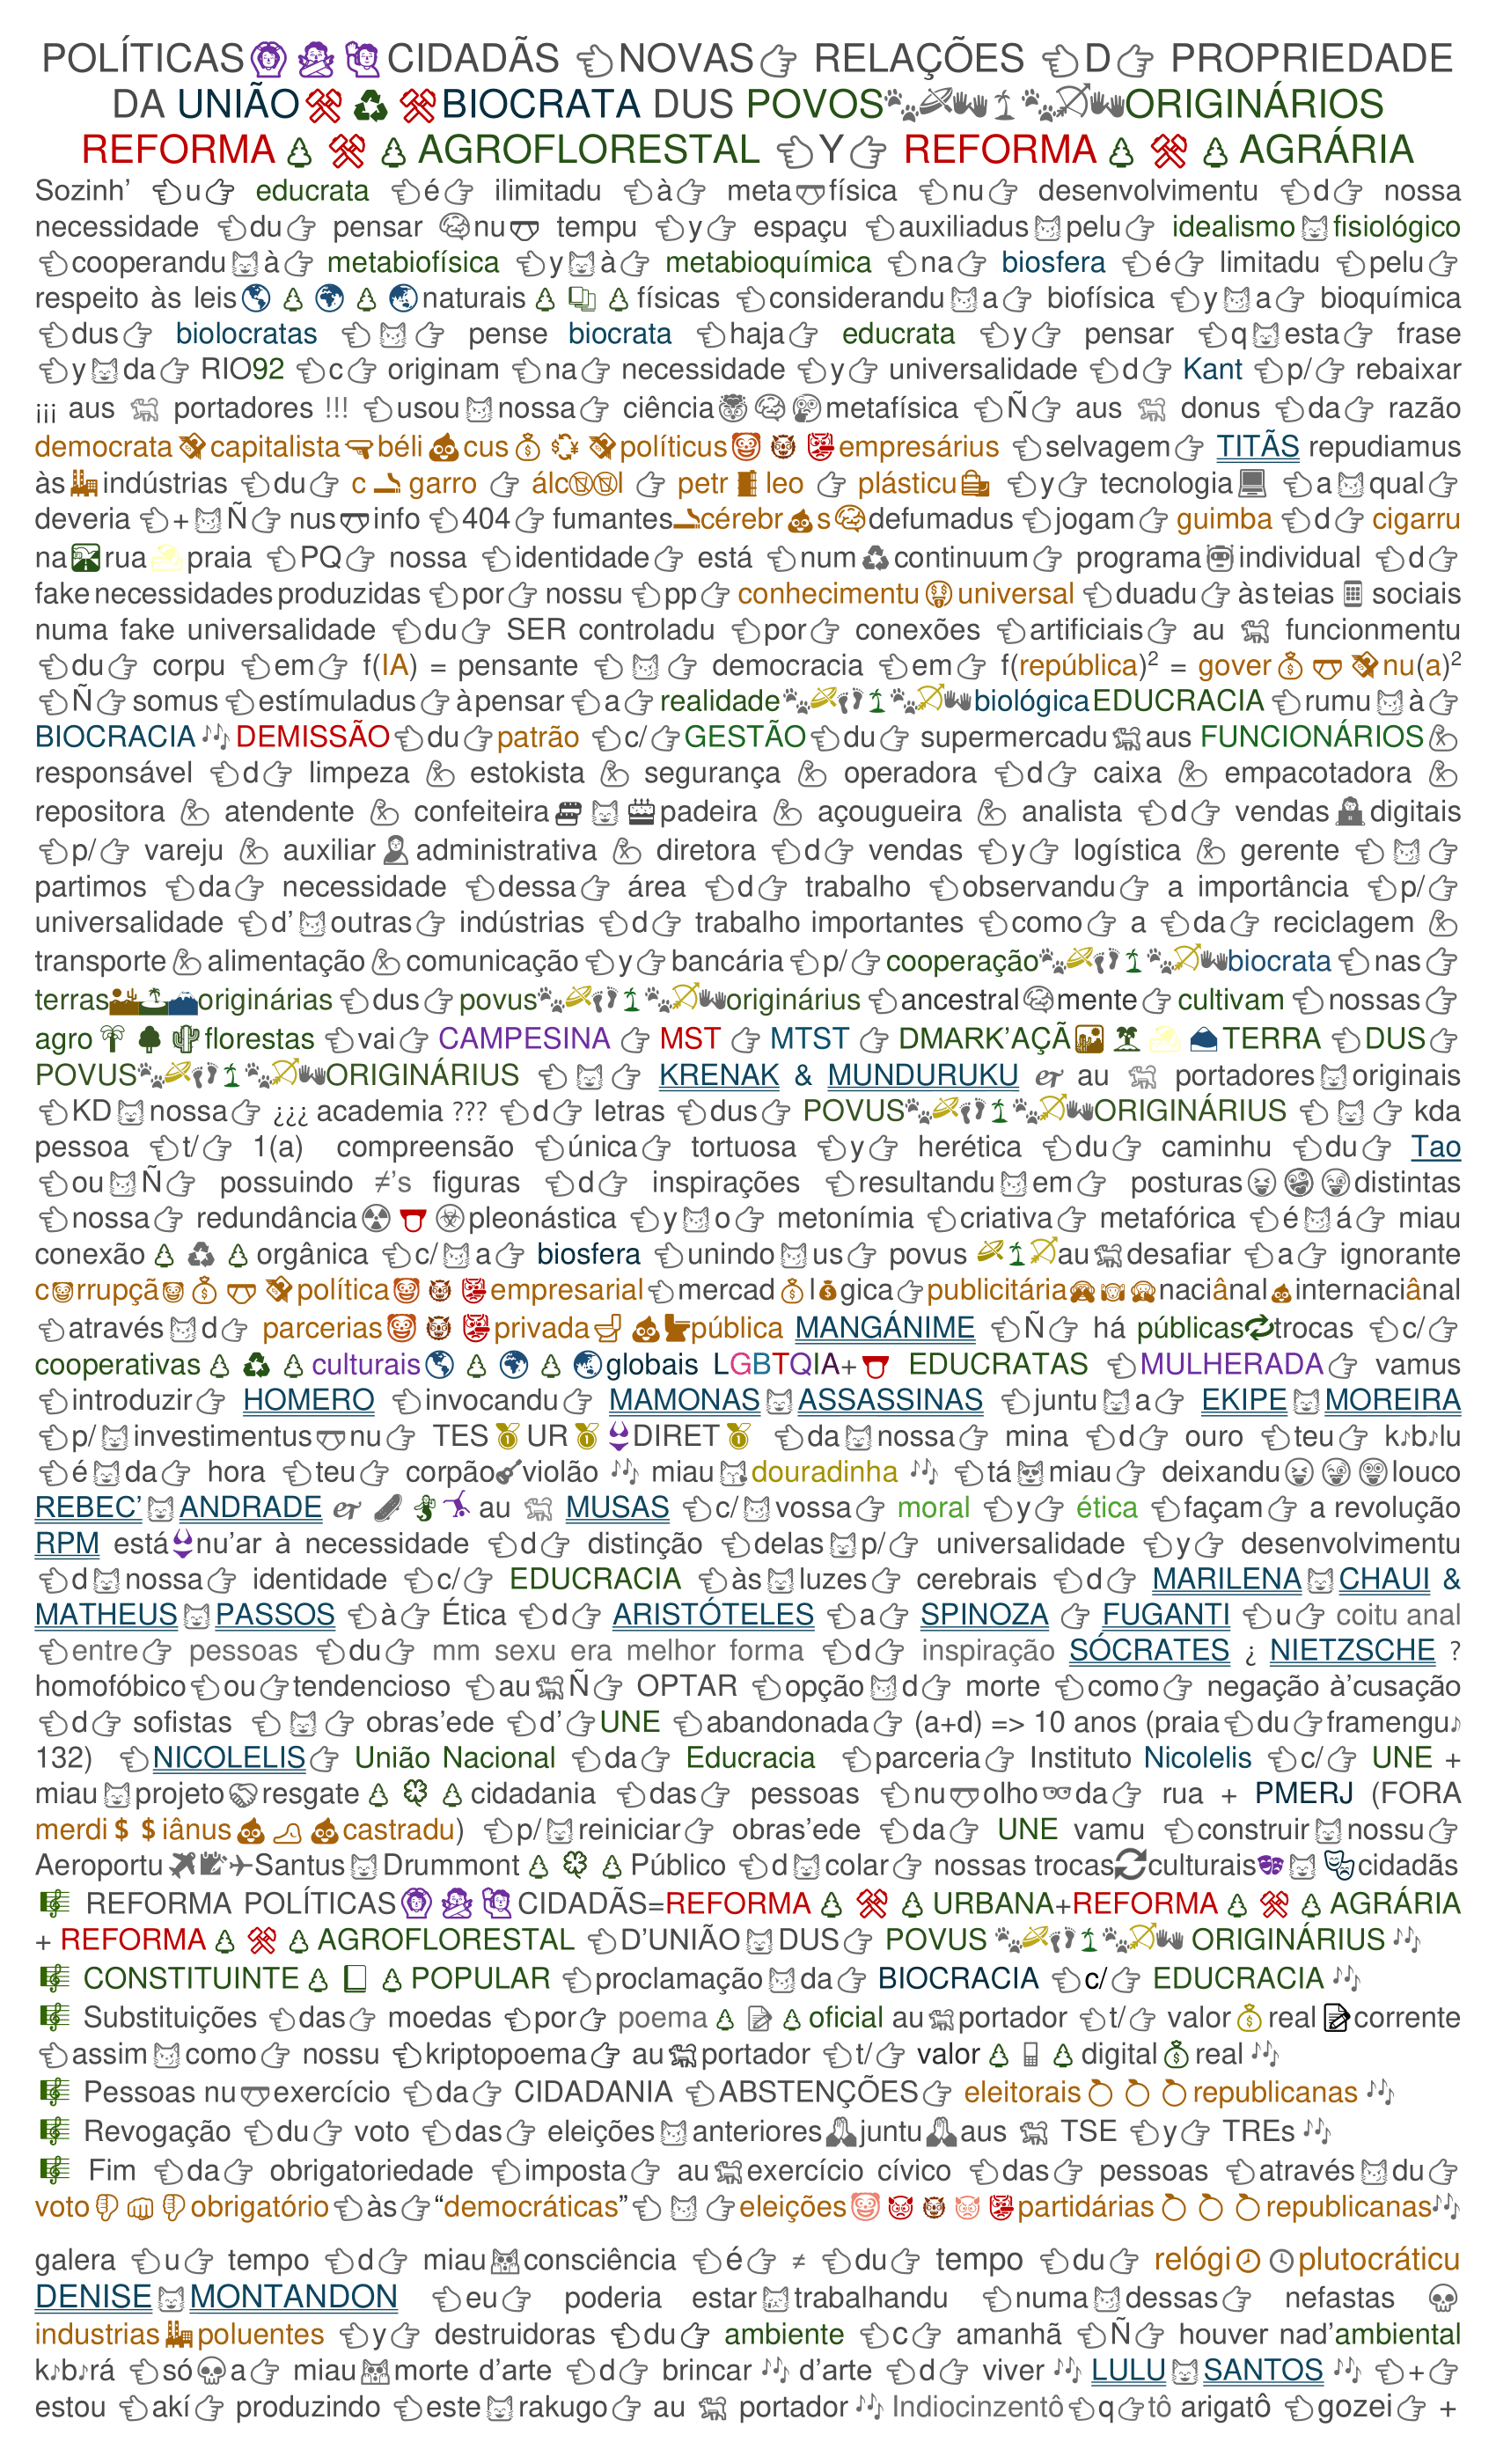 POLÍTICAS🙆🙅🙋CIDADÃS 👈NOVAS👉 RELAÇÕES 👈D👉 PROPRIEDADE
DA UNIÃO⚒♻⚒BIOCRATA DUS POVOS🐾🛶👐🏝🐾🏹👐ORIGINÁRIOS
REFORMA🌲⚒🌲AGROFLORESTAL 👈Y👉 REFORMA🌲⚒🌲AGRÁRIA
Sozinh’ 👈u👉 educrata 👈é👉 ilimitadu 👈à👉 meta🩲física 👈nu👉 desenvolvimentu 👈d👉 nossa
necessidade 👈du👉 pensar 🧠nu🩲 tempu 👈y👉 espaçu 👈auxiliadus😼pelu👉 idealismo😺fisiológico
👈cooperandu😺à👉 metabiofísica 👈y😺à👉 metabioquímica 👈na👉 biosfera 👈é👉 limitadu 👈pelu👉
respeito às leis🌎🌲🌍🌲🌏naturais🌲📑🌲físicas 👈considerandu😼a👉 biofísica 👈y😼a👉 bioquímica
👈dus👉 biolocratas 👈😼👉 pense biocrata 👈haja👉 educrata 👈y👉 pensar 👈q😺esta👉 frase
👈y😺da👉 RIO92 👈c👉 originam 👈na👉 necessidade 👈y👉 universalidade 👈d👉 Kant 👈p/👉 rebaixar
¡¡¡ aus 🐕 portadores !!! 👈usou😼nossa👉 ciência🦉🧠🧐metafísica 👈Ñ👉 aus 🐕 donus 👈da👉 razão
democrata💸capitalista🔫béli💩cus💰💱💸políticus🤡👹👺empresárius 👈selvagem👉 TITÃS repudiamus
às🏭indústrias 👈du👉 c🚬garro 👉 álc🚱🚱l 👉 petr🛢leo 👉 plásticu🛍 👈y👉 tecnologia💻 👈a😼qual👉
deveria 👈+😼Ñ👉 nus🩲info 👈404👉 fumantes🚬cérebr💩s🧠defumadus 👈jogam👉 guimba 👈d👉 cigarru
na🛣rua🏖praia 👈PQ👉 nossa 👈identidade👉 está 👈num♻continuum👉 programa🤖individual 👈d👉
fake necessidades produzidas 👈por👉 nossu 👈pp👉 conhecimentu🤑universal 👈duadu👉 às teias📱sociais
numa fake universalidade 👈du👉 SER controladu 👈por👉 conexões 👈artificiais👉 au 🐕 funcionmentu
👈du👉 corpu 👈em👉 f(IA) = pensante 👈😼👉 democracia 👈em👉 f(república)² = gover💰🩲💸nu(a)²
👈Ñ👉somus👈estímuladus👉àpensar👈a👉realidade🐾🛶👣🏝🐾🏹👐biológicaEDUCRACIA 👈rumu😼à👉
BIOCRACIA🎶DEMISSÃO👈du👉patrão 👈c/👉GESTÃO👈du👉 supermercadu🐕aus FUNCIONÁRIOS💪
responsável 👈d👉 limpeza 💪 estokista 💪 segurança 💪 operadora 👈d👉 caixa 💪 empacotadora 💪
repositora 💪 atendente 💪 confeiteira🍰😺🎂padeira 💪 açougueira 💪 analista 👈d👉 vendas👩‍💻digitais
👈p/👉 vareju 💪 auxiliar🤵administrativa 💪 diretora 👈d👉 vendas 👈y👉 logística 💪 gerente 👈😼👉
partimos 👈da👉 necessidade 👈dessa👉 área 👈d👉 trabalho 👈observandu👉 a importância 👈p/👉
universalidade 👈d’😼outras👉 indústrias 👈d👉 trabalho importantes 👈como👉 a 👈da👉 reciclagem 💪
transporte💪alimentação💪comunicação👈y👉bancária👈p/👉cooperação🐾🛶👣🏝🐾🏹👐biocrata👈nas👉
terras🏜🏝🏔originárias 👈dus👉povus🐾🛶👣🏝🐾🏹👐originárius 👈ancestral🧠mente👉cultivam 👈nossas👉
agro🌴🌳🌵florestas 👈vai👉 CAMPESINA 👉 MST 👉 MTST 👉 DMARK’AÇÃ🏜🏝🏖🏔TERRA 👈DUS👉
POVUS🐾🛶👣🏝🐾🏹👐ORIGINÁRIUS 👈😺👉 KRENAK & MUNDURUKU & au 🐕 portadores😺originais
👈KD😺nossa👉 ¿¿¿ academia ??? 👈d👉 letras 👈dus👉 POVUS🐾🛶👣🏝🐾🏹👐ORIGINÁRIUS 👈😺👉 kda
pessoa 👈t/👉 1(a) compreensão 👈única👉 tortuosa 👈y👉 herética 👈du👉 caminhu 👈du👉 Tao
👈ou😼Ñ👉 possuindo ≠’s figuras 👈d👉 inspirações 👈resultandu😼em👉 posturas😝🤪😜distintas
👈nossa👉 redundância☢👅☣pleonástica 👈y😼o👉 metonímia 👈criativa👉 metafórica 👈é😼á👉 miau
conexão🌲♻🌲orgânica 👈c/😼a👉 biosfera 👈unindo😼us👉 povus 🛶🏝🏹au🐕desafiar 👈a👉 ignorante
c🤡rrupçã🤡💰🩲💸política🤡👹👺empresarial👈mercad💰l💰gica👉publicitária🙈🐵🙊naciânal💩internaciânal
👈através😼d👉 parcerias🤡👹👺privada🚽💩🚽pública MANGÁNIME 👈Ñ👉 há públicas🔁trocas 👈c/👉
cooperativas🌲♻🌲culturais🌎🌲🌍🌲🌏globais LGBTQIA+👅 EDUCRATAS 👈MULHERADA👉 vamus
👈introduzir👉 HOMERO 👈invocandu👉 MAMONAS😺ASSASSINAS 👈juntu😺a👉 EKIPE😺MOREIRA
👈p/😺investimentus🩲nu👉 TES🥇UR🥇👙DIRET🥇 👈da😺nossa👉 mina 👈d👉 ouro 👈teu👉 k♪b♪lu
👈é😺da👉 hora 👈teu👉 corpão🎸violão 🎶 miau😽douradinha 🎶 👈tá😻miau👉 deixandu😝😜🤪louco
REBEC’😺ANDRADE & 🛹🧜🤸 au 🐕 MUSAS 👈c/😼vossa👉 moral 👈y👉 ética 👈façam👉 a revolução
RPM está👙nu’ar à necessidade 👈d👉 distinção 👈delas😺p/👉 universalidade 👈y👉 desenvolvimentu
👈d😺nossa👉 identidade 👈c/👉 EDUCRACIA 👈às😺luzes👉 cerebrais 👈d👉 MARILENA😺CHAUI &
MATHEUS😺PASSOS 👈à👉 Ética 👈d👉 ARISTÓTELES 👈a👉 SPINOZA 👉 FUGANTI 👈u👉 coitu anal
👈entre👉 pessoas 👈du👉 mm sexu era melhor forma 👈d👉 inspiração SÓCRATES ¿ NIETZSCHE ?
homofóbico👈ou👉tendencioso 👈au🐕Ñ👉 OPTAR 👈opção😼d👉 morte 👈como👉 negação à’cusação
👈d👉 sofistas 👈😺👉 obras’ede 👈d’👉UNE 👈abandonada👉 (a+d) => 10 anos (praia👈du👉framengu♪
132) 👈NICOLELIS👉 União Nacional 👈da👉 Educracia 👈parceria👉 Instituto Nicolelis 👈c/👉 UNE +
miau😺projeto🤝resgate🌲🍀🌲cidadania 👈das👉 pessoas 👈nu🩲olho🕶da👉 rua + PMERJ (FORA
merdi💲💲iânus💩🦶💩castradu) 👈p/😺reiniciar👉 obras’ede 👈da👉 UNE vamu 👈construir😺nossu👉
Aeroportu✈🛫✈Santus😺Drummont🌲🍀🌲Público 👈d😺colar👉 nossas trocas🔄culturais🎭😺🎭cidadãs
🎼 REFORMA POLÍTICAS🙆🙅🙋CIDADÃS=REFORMA🌲⚒🌲URBANA+REFORMA🌲⚒🌲AGRÁRIA
+ REFORMA🌲⚒🌲AGROFLORESTAL 👈D’UNIÃO😺DUS👉 POVUS 🐾🛶👣🏝🐾🏹👐 ORIGINÁRIUS🎶
🎼 CONSTITUINTE🌲📗🌲POPULAR 👈proclamação😼da👉 BIOCRACIA 👈c/👉 EDUCRACIA🎶
🎼 Substituições 👈das👉 moedas 👈por👉 poema🌲📝🌲oficial au🐕portador 👈t/👉 valor💰real📝corrente
👈assim😼como👉 nossu 👈kriptopoema👉 au🐕portador 👈t/👉 valor🌲📱🌲digital💰real🎶
🎼 Pessoas nu🩲exercício 👈da👉 CIDADANIA 👈ABSTENÇÕES👉 eleitorais🍊🍊🍊republicanas🎶
🎼 Revogação 👈du👉 voto 👈das👉 eleições😼anteriores🙏juntu🙏aus 🐕 TSE 👈y👉 TREs🎶
🎼 Fim 👈da👉 obrigatoriedade 👈imposta👉 au🐕exercício cívico 👈das👉 pessoas 👈através😼du👉
voto👎👊👎obrigatório👈às👉“democráticas”👈😼👉eleições🤡👿👹🤡👺partidárias🍊🍊🍊republicanas🎶
galera 👈u👉 tempo 👈d👉 miau🙀consciência 👈é👉 ≠ 👈du👉 tempo 👈du👉 relógi🕗🕓plutocráticu
DENISE😺MONTANDON 👈eu👉 poderia estar😿trabalhandu 👈numa😼dessas👉 nefastas 💀
industrias🏭poluentes 👈y👉 destruidoras 👈du👉 ambiente 👈c👉 amanhã 👈Ñ👉 houver nad’ambiental
k♪b♪rá 👈só💀a👉 miau🙀morte d’arte 👈d👉 brincar🎶d’arte 👈d👉 viver🎶LULU😺SANTOS🎶👈+👉
estou 👈akí👉 produzindo 👈este😺rakugo👉 au 🐕 portador🎶Indiocinzentô👈q👉tô arigatô 👈gozei👉 +